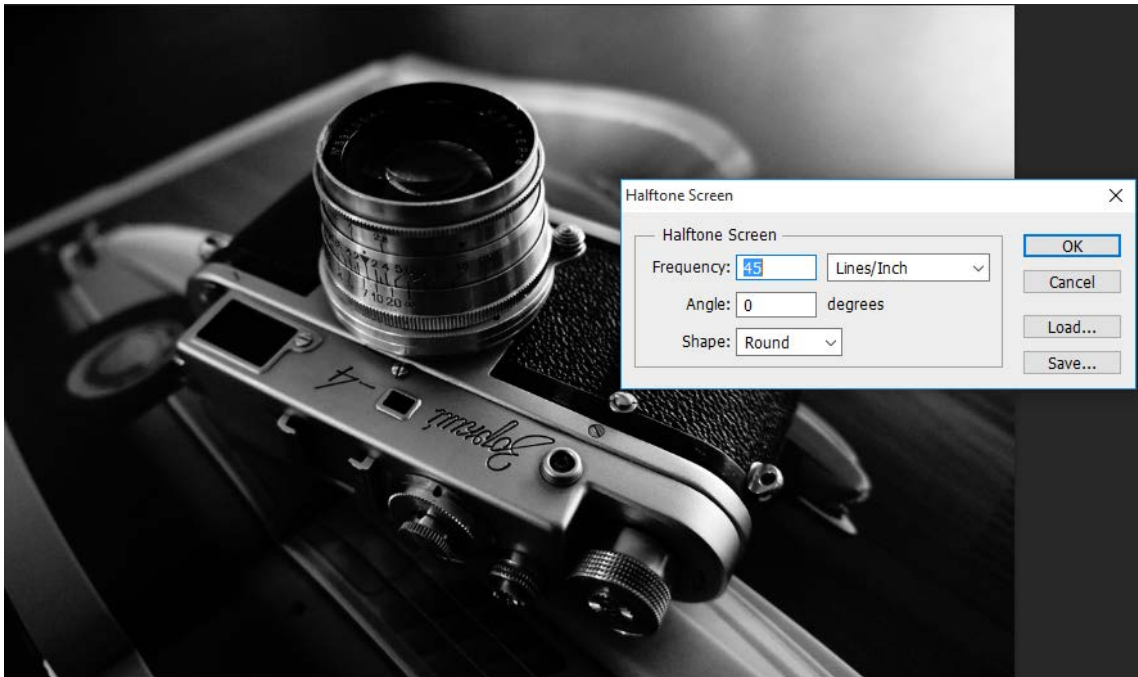 Halftone Screen
Halftone Screen
Frequency: 45 Lines/Inch
Angle: 0 degrees
Shape: Round
OK
Cancel
Load...
Save...
Зоркий-4